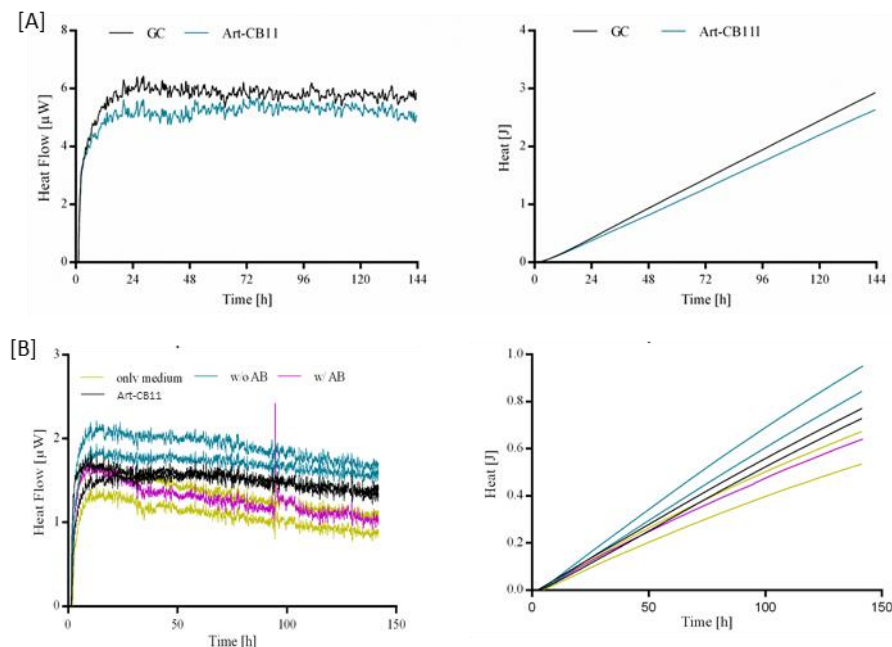 [A]
GC Art-CB11
8
6
4
2
0
Heat Flow [µW]
0 24 48 72 96 120 144
Time [h]
GC Art-CB11I
4
3
2
1
0
Heat [J]
0 24 48 72 96 120 144
Time [h]
[B]
only medium w/o AB w/ AB
Art-CB11
3
2
1
0
Heat Flow [µW]
0 50 100 150
Time [h]
1.0
0.8
0.6
0.4
0.2
0.0
Heat [J]
0 50 100 150
Time [h]